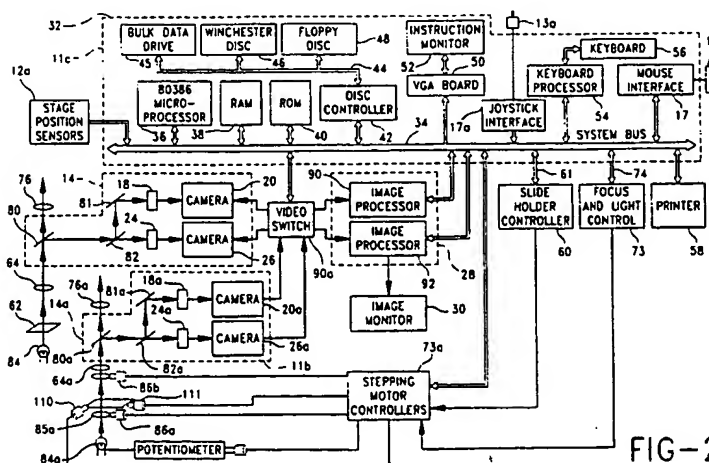 32
11c
BULK DATA DRIVE
45
WINCHESTER DISC
46
FLOPPY DISC
48
44
INSTRUCTION MONITOR
52
50
13a
KEYBOARD
56
12a
STAGE POSITION SENSORS
80386 MICRO-PROCESSOR
36
RAM
38
ROM
40
DISC CONTROLLER
42
VGA BOARD
JOYSTICK INTERFACE
17a
KEYBOARD PROCESSOR
54
MOUSE INTERFACE
17
34
SYSTEM BUS
76
14
18
81
CAMERA
20
80
24
CAMERA
26
82
64
62
84
VIDEO SWITCH
90a
90
IMAGE PROCESSOR
IMAGE PROCESSOR
92
28
IMAGE MONITOR
30
61
SLIDE HOLDER CONTROLLER
60
74
FOCUS AND LIGHT CONTROL
73
PRINTER
58
76a
14a
81a
18a
24a
CAMERA
20a
CAMERA
26a
80a
82a
11b
64a
86b
110
111
85a
86a
84a
POTENTIOMETER
73a
STEPPING MOTOR CONTROLLERS
FIG-2